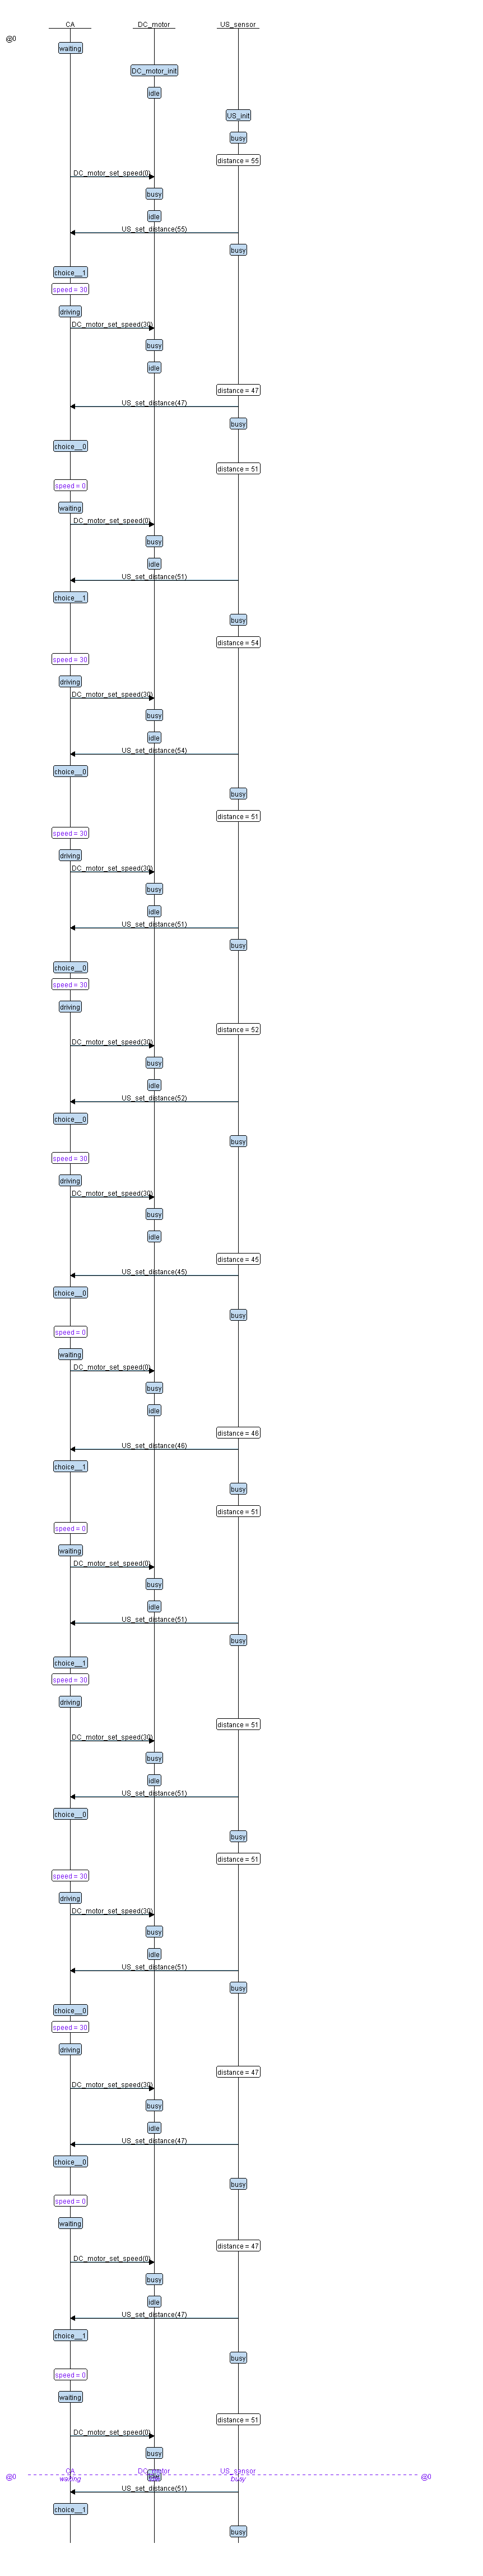 CA DC_motor US_sensor
@0
waiting
DC_motor_init
idle
US_init
busy
distance = 55
DC_motor_set_speed(0)
busy
idle
US_set_distance(55)
busy
choice__1
speed = 30
driving
DC_motor_set_speed(30)
busy
idle
distance = 47
US_set_distance(47)
busy
choice__0
distance = 51
speed = 0
waiting
DC_motor_set_speed(0)
busy
idle
US_set_distance(51)
choice__1
busy
distance = 54
speed = 30
driving
DC_motor_set_speed(30)
busy
idle
US_set_distance(54)
choice__0
busy
distance = 51
speed = 30
driving
DC_motor_set_speed(30)
busy
idle
US_set_distance(51)
busy
choice__0
speed = 30
driving
distance = 52
DC_motor_set_speed(30)
busy
idle
US_set_distance(52)
choice__0
busy
speed = 30
driving
DC_motor_set_speed(30)
busy
idle
distance = 45
US_set_distance(45)
choice__0
busy
speed = 0
waiting
DC_motor_set_speed(0)
busy
idle
distance = 46
US_set_distance(46)
choice__1
busy
distance = 51
speed = 0
waiting
DC_motor_set_speed(0)
busy
idle
US_set_distance(51)
busy
choice__1
speed = 30
driving
distance = 51
DC_motor_set_speed(30)
busy
idle
US_set_distance(51)
choice__0
busy
distance = 51
speed = 30
driving
DC_motor_set_speed(30)
busy
idle
US_set_distance(51)
busy
choice__0
speed = 30
driving
distance = 47
DC_motor_set_speed(30)
busy
idle
US_set_distance(47)
choice__0
busy
speed = 0
waiting
distance = 47
DC_motor_set_speed(0)
busy
idle
US_set_distance(47)
choice__1
busy
speed = 0
waiting
distance = 51
DC_motor_set_speed(0)
busy
CA DC_motor US_sensor
@0 waiting busy @0
US_set_distance(51)
choice__1
busy